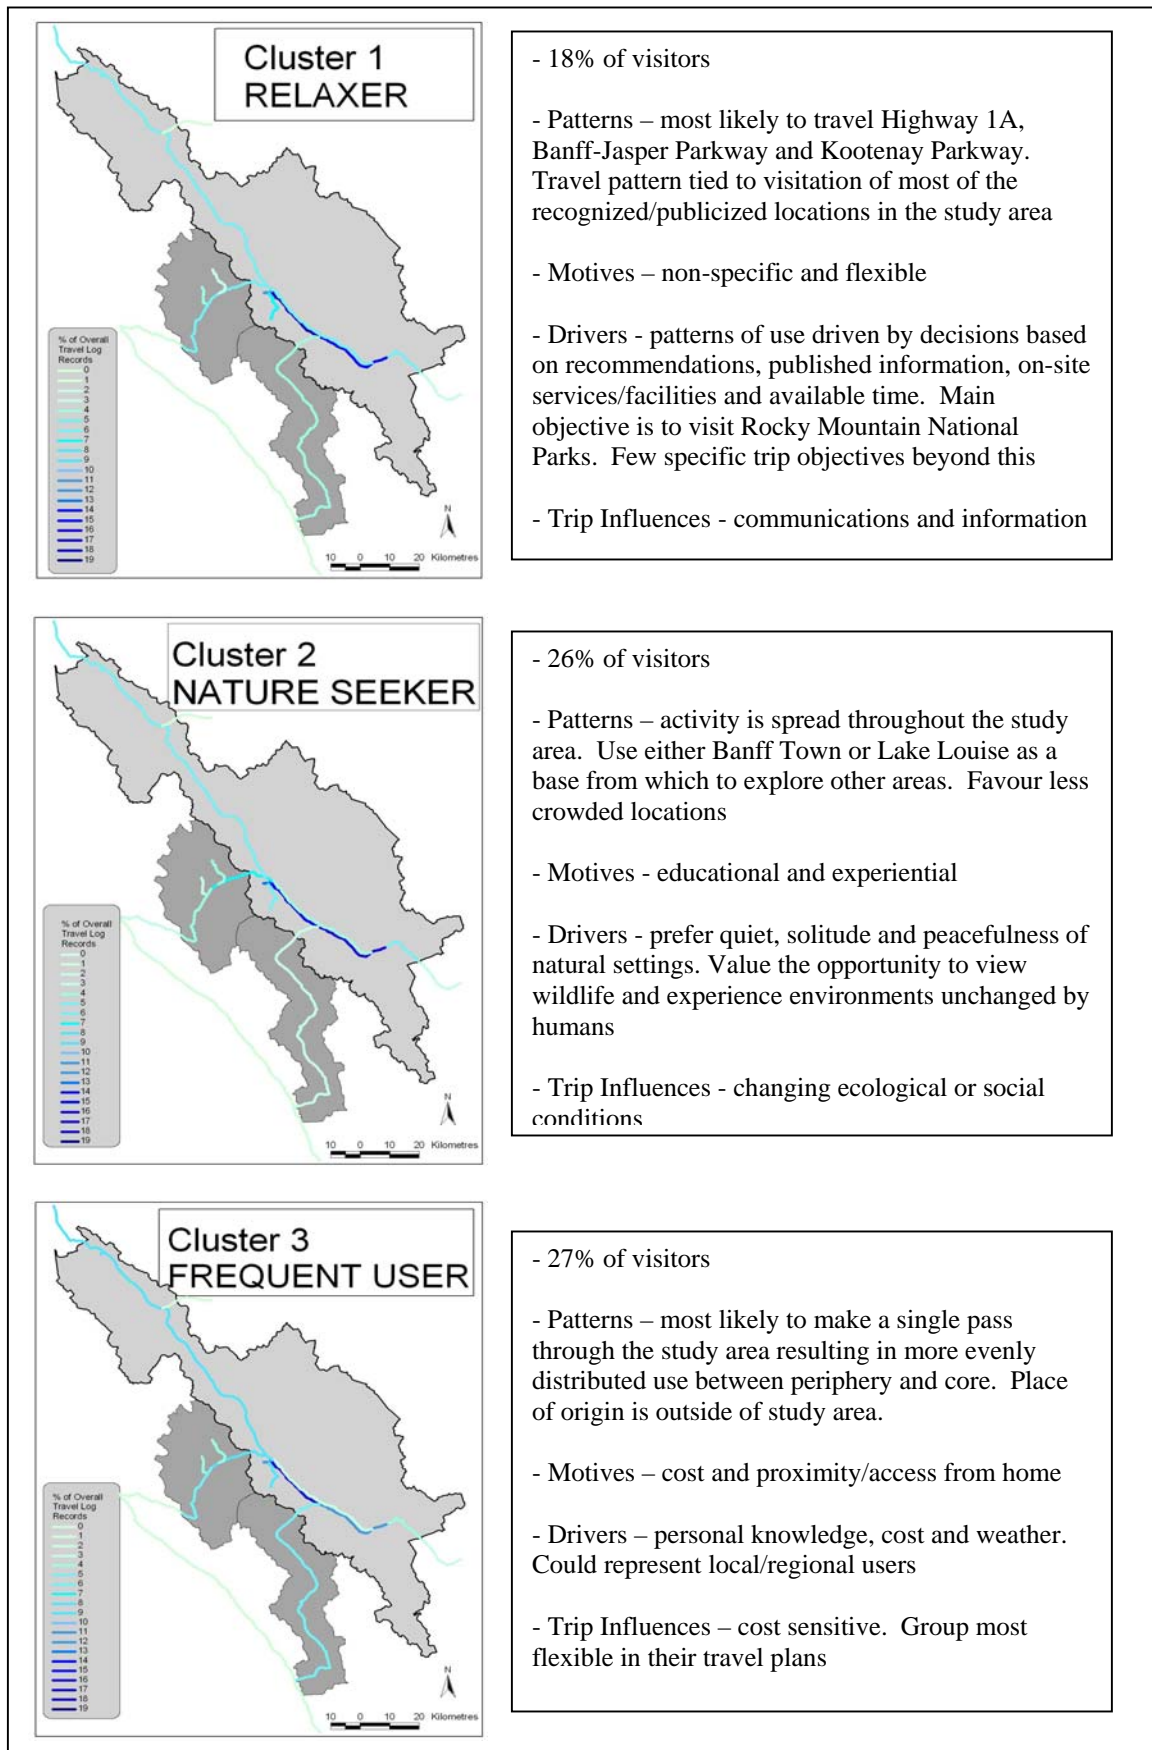 Cluster 1
RELAXER
% of Overall
Travel Log
Records
0
1
2
3
4
5
6
7
8
9
10
11
12
13
14
15
16
17
18
19
N
10 0 10 20 Kilometres
- 18% of visitors
- Patterns – most likely to travel Highway 1A,
Banff-Jasper Parkway and Kootenay Parkway.
Travel pattern tied to visitation of most of the
recognized/publicized locations in the study area
- Motives – non-specific and flexible
- Drivers - patterns of use driven by decisions based
on recommendations, published information, on-site
services/facilities and available time.  Main
objective is to visit Rocky Mountain National
Parks.  Few specific trip objectives beyond this
- Trip Influences - communications and information
Cluster 2
NATURE SEEKER
% of Overall
Travel Log
Records
0
1
2
3
4
5
6
7
8
9
10
11
12
13
14
15
16
17
18
19
N
10 0 10 20 Kilometres
- 26% of visitors
- Patterns – activity is spread throughout the study
area.  Use either Banff Town or Lake Louise as a
base from which to explore other areas.  Favour less
crowded locations
- Motives - educational and experiential
- Drivers - prefer quiet, solitude and peacefulness of
natural settings. Value the opportunity to view
wildlife and experience environments unchanged by
humans
- Trip Influences - changing ecological or social
conditions
Cluster 3
FREQUENT USER
% of Overall
Travel Log
Records
0
1
2
3
4
5
6
7
8
9
10
11
12
13
14
15
16
17
18
19
N
10 0 10 20 Kilometres
- 27% of visitors
- Patterns – most likely to make a single pass
through the study area resulting in more evenly
distributed use between periphery and core.  Place
of origin is outside of study area.
- Motives – cost and proximity/access from home
- Drivers – personal knowledge, cost and weather.
Could represent local/regional users
- Trip Influences – cost sensitive.  Group most
flexible in their travel plans